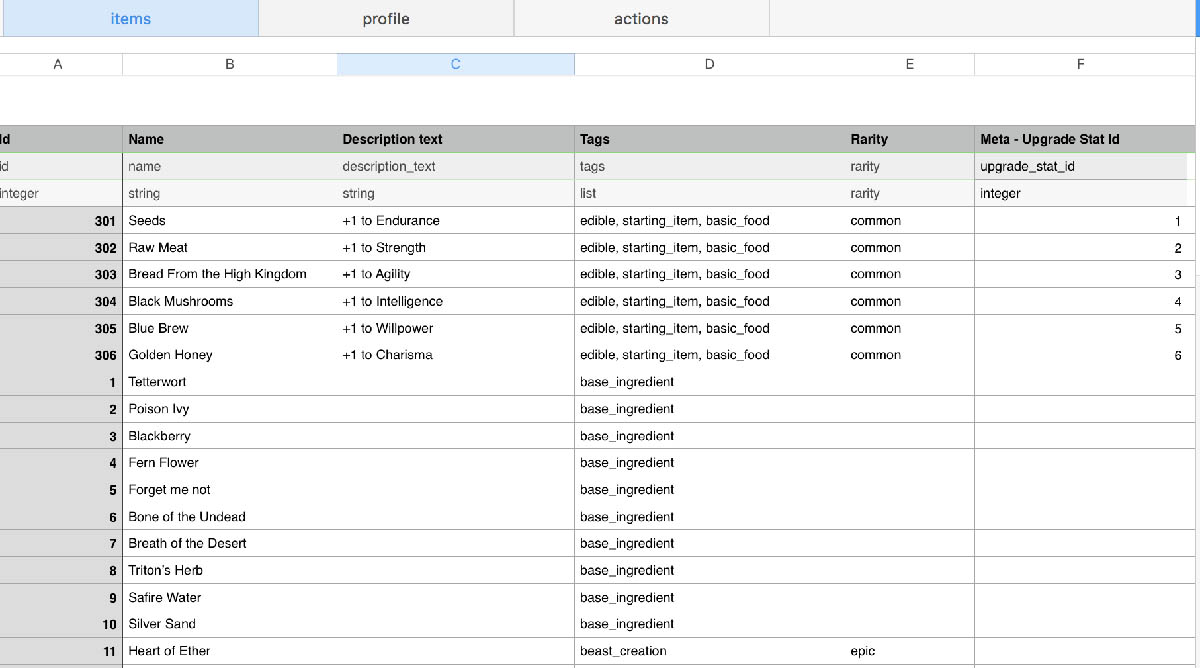 items profile actions
A B C D E F
Id Name Description text Tags Rarity Meta - Upgrade Stat Id
id name description_text tags rarity upgrade_stat_id
integer string string list rarity integer
301 Seeds +1 to Endurance edible, starting_item, basic_food common 1
302 Raw Meat +1 to Strength edible, starting_item, basic_food common 2
303 Bread From the High Kingdom +1 to Agility edible, starting_item, basic_food common 3
304 Black Mushrooms +1 to Intelligence edible, starting_item, basic_food common 4
305 Blue Brew +1 to Willpower edible, starting_item, basic_food common 5
306 Golden Honey +1 to Charisma edible, starting_item, basic_food common 6
1 Tetterwort base_ingredient
2 Poison Ivy base_ingredient
3 Blackberry base_ingredient
4 Fern Flower base_ingredient
5 Forget me not base_ingredient
6 Bone of the Undead base_ingredient
7 Breath of the Desert base_ingredient
8 Triton's Herb base_ingredient
9 Safire Water base_ingredient
10 Silver Sand base_ingredient
11 Heart of Ether beast_creation epic